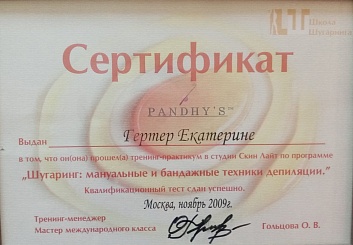 Школа
Шугаринга
Сертификат
PANDHY'S™
Выдан Гертер Екатерине
в том, что он(она) прошел(а) тренинг-практикум в студии Скин Лайт по программе
„Шугаринг: мануальные и бандажные техники депиляции."
Квалификационный тест сдан успешно.
Москва, ноябрь 2009г.
Тренинг-менеджер
Мастер международного класса Гольцова О. В.